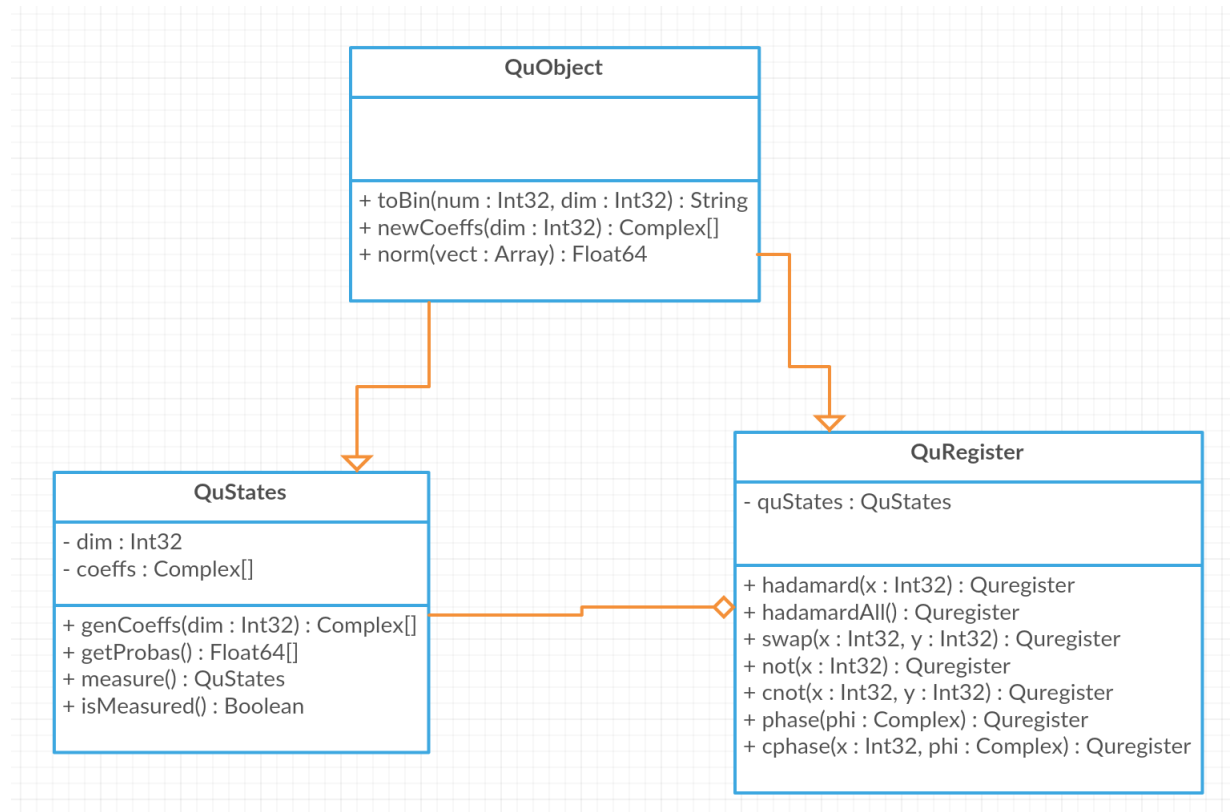 QuObject
+ toBin(num : Int32, dim : Int32) : String
+ newCoeffs(dim : Int32) : Complex[]
+ norm(vect : Array) : Float64
QuStates
- dim : Int32
- coeffs : Complex[]
+ genCoeffs(dim : Int32) : Complex[]
+ getProbas() : Float64[]
+ measure() : QuStates
+ isMeasured() : Boolean
QuRegister
- quStates : QuStates
+ hadamard(x : Int32) : Quregister
+ hadamardAll() : Quregister
+ swap(x : Int32, y : Int32) : Quregister
+ not(x : Int32) : Quregister
+ cnot(x : Int32, y : Int32) : Quregister
+ phase(phi : Complex) : Quregister
+ cphase(x : Int32, phi : Complex) : Quregister